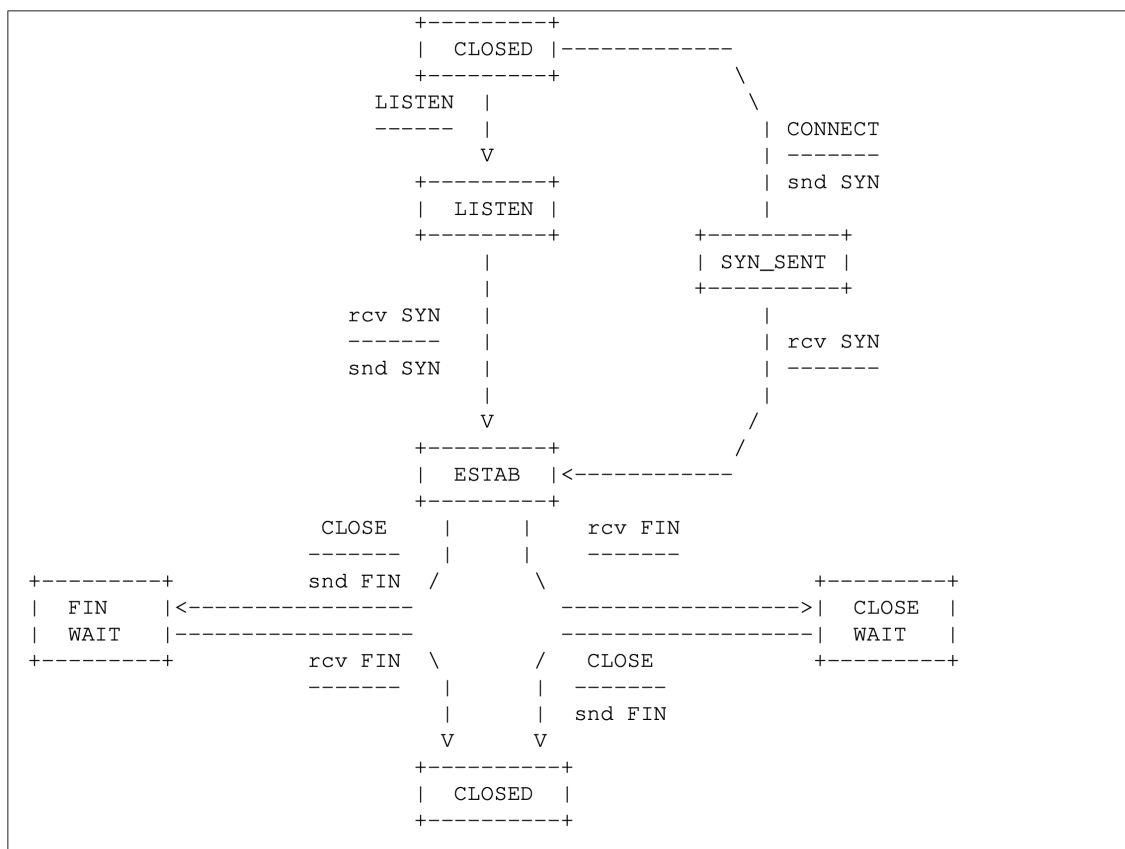 +---------+
|  CLOSED |-------------
+---------+             \
LISTEN  |                   \
------  |                    | CONNECT
V                    | -------
+---------+               | snd SYN
|  LISTEN |               |
+---------+          +----------+
|               | SYN_SENT |
|               +----------+
rcv SYN   |                    |
-------   |                    | rcv SYN
snd SYN   |                    | -------
|                    |
V                   /
+---------+             /
|  ESTAB  |<------------
+---------+
CLOSE    |     |    rcv FIN
-------   |     |    -------
+---------+          snd FIN  /       \                    +---------+
|  FIN    |<-----------------           ------------------>|  CLOSE  |
|  WAIT   |------------------           -------------------|  WAIT   |
+---------+          rcv FIN  \       /   CLOSE            +---------+
-------   |      |  -------
|      |  snd FIN
V      V
+----------+
|  CLOSED  |
+----------+